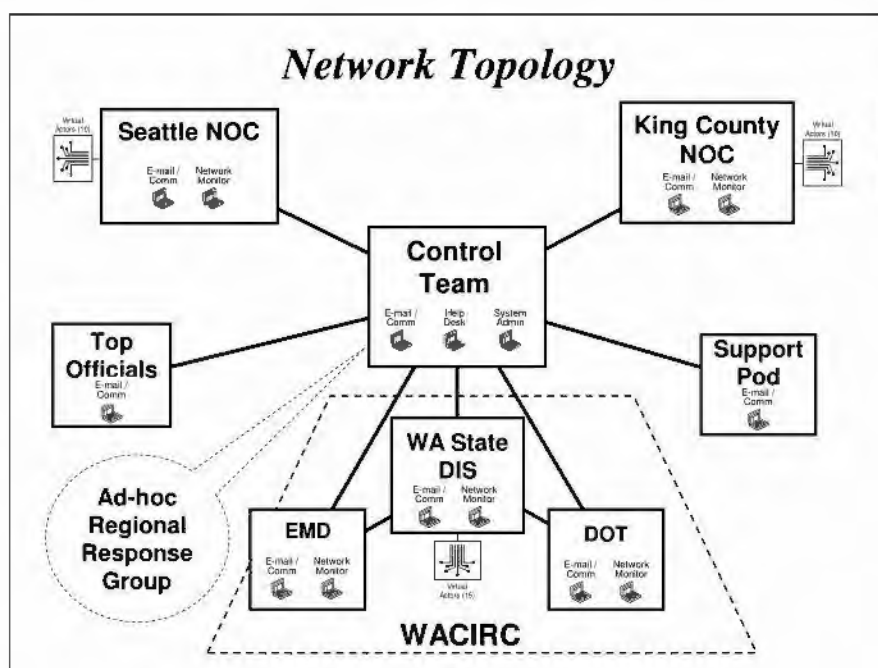 Network Topology
Virtual
Actors (10)
Seattle NOC
E-mail /
Comm
Network
Monitor
King County
NOC
E-mail /
Comm
Network
Monitor
Virtual
Actors (10)
Control
Team
E-mail /
Comm
Help
Desk
System
Admin
Top
Officials
E-mail /
Comm
Support
Pod
E-mail /
Comm
WA State
DIS
E-mail /
Comm
Network
Monitor
Ad-hoc
Regional
Response
Group
EMD
E-mail /
Comm
Network
Monitor
Virtual
Actors (15)
DOT
E-mail /
Comm
Network
Monitor
WACIRC